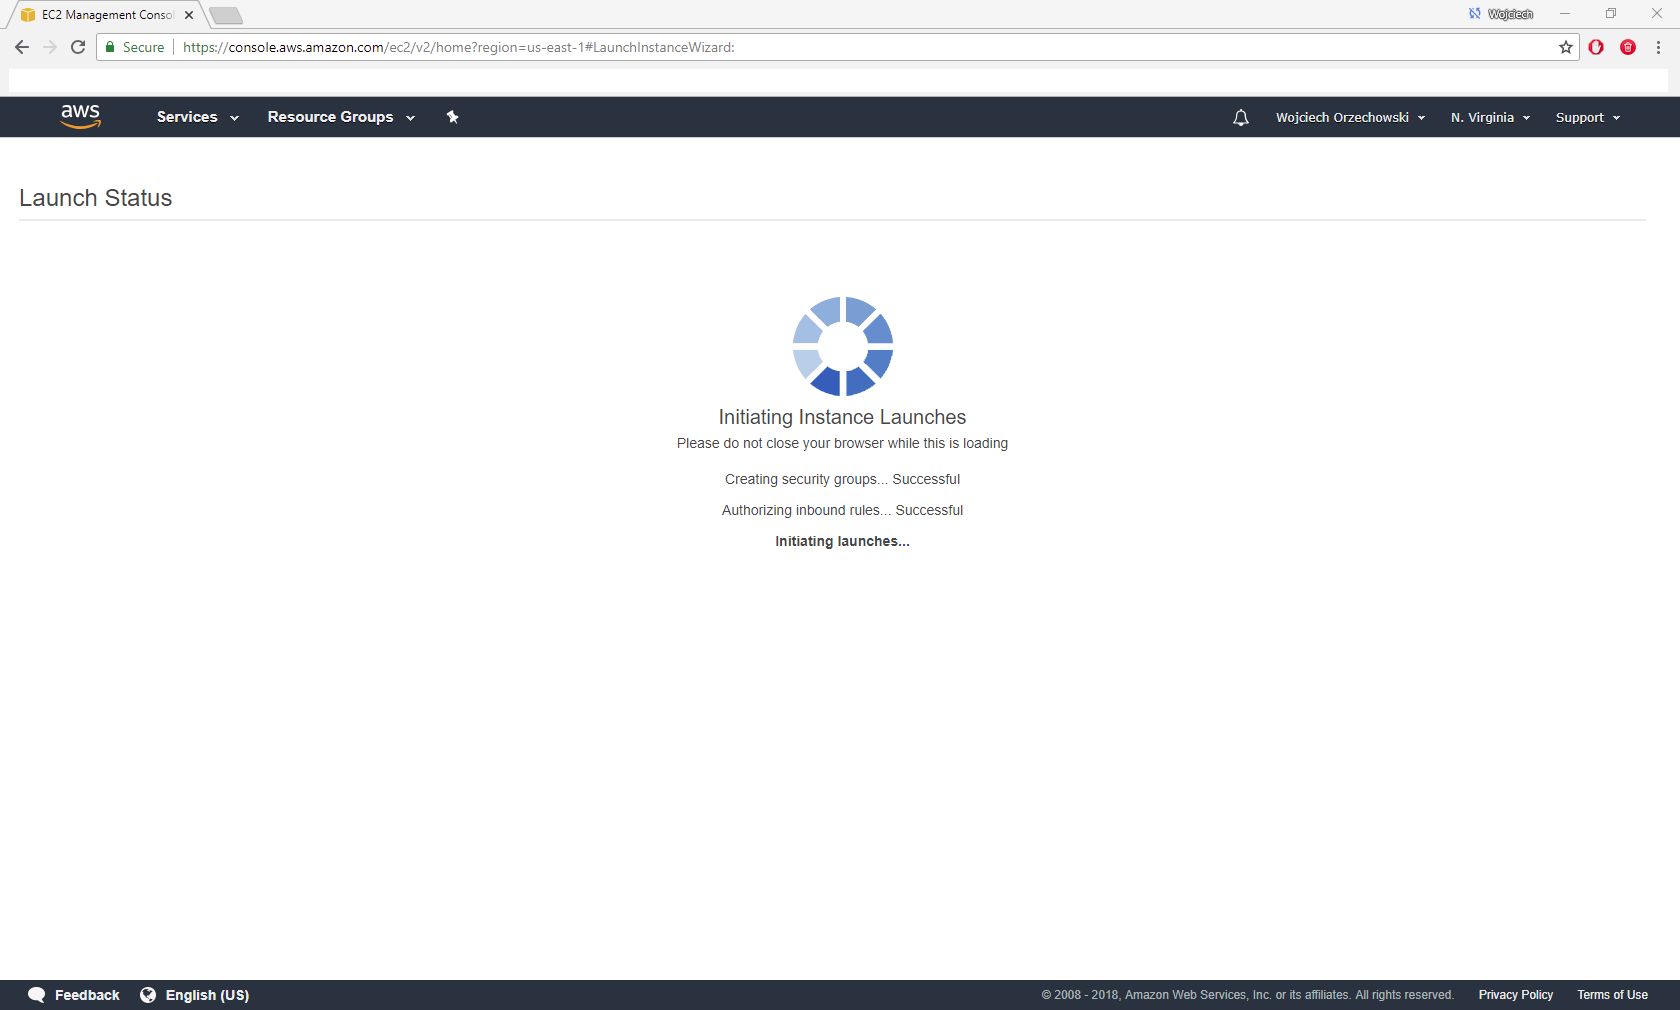 EC2 Management Consol
Wojciech
Secure
https://console.aws.amazon.com/ec2/v2/home?region=us-east-1#LaunchInstanceWizard:
aws
Services
Resource Groups
Wojciech Orzechowski
N. Virginia
Support
Launch Status
Initiating Instance Launches
Please do not close your browser while this is loading
Creating security groups... Successful
Authorizing inbound rules... Successful
Initiating launches...
Feedback
English (US)
© 2008 - 2018, Amazon Web Services, Inc. or its affiliates. All rights reserved.
Privacy Policy
Terms of Use